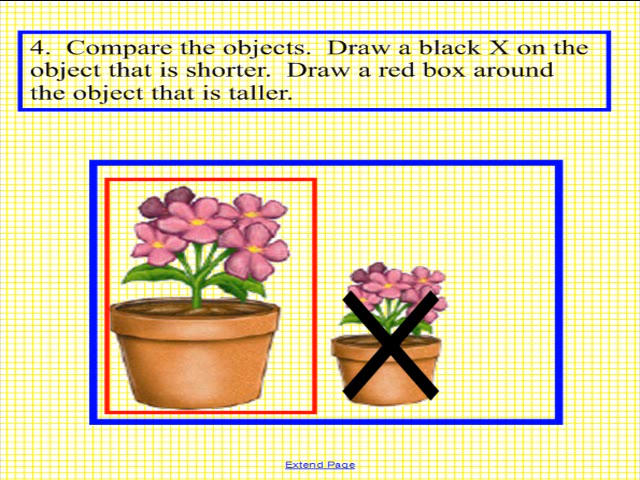 4.  Compare the objects.  Draw a black X on the
object that is shorter.  Draw a red box around
the object that is taller.
Extend Page